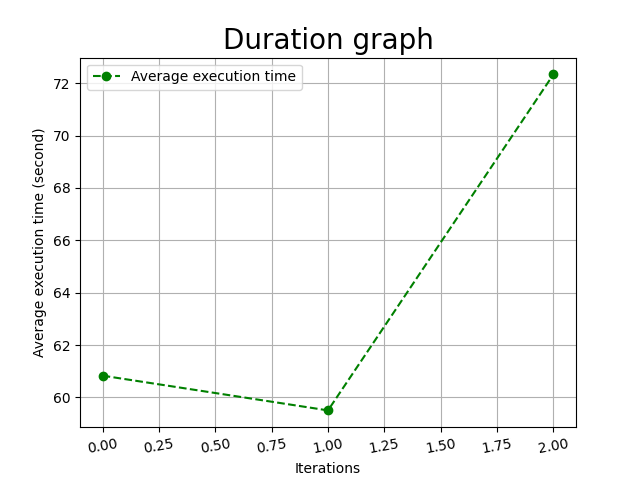 Duration graph
Average execution time
Average execution time (second)
72
70
68
66
64
62
60
0.00 0.25 0.50 0.75 1.00 1.25 1.50 1.75 2.00
Iterations